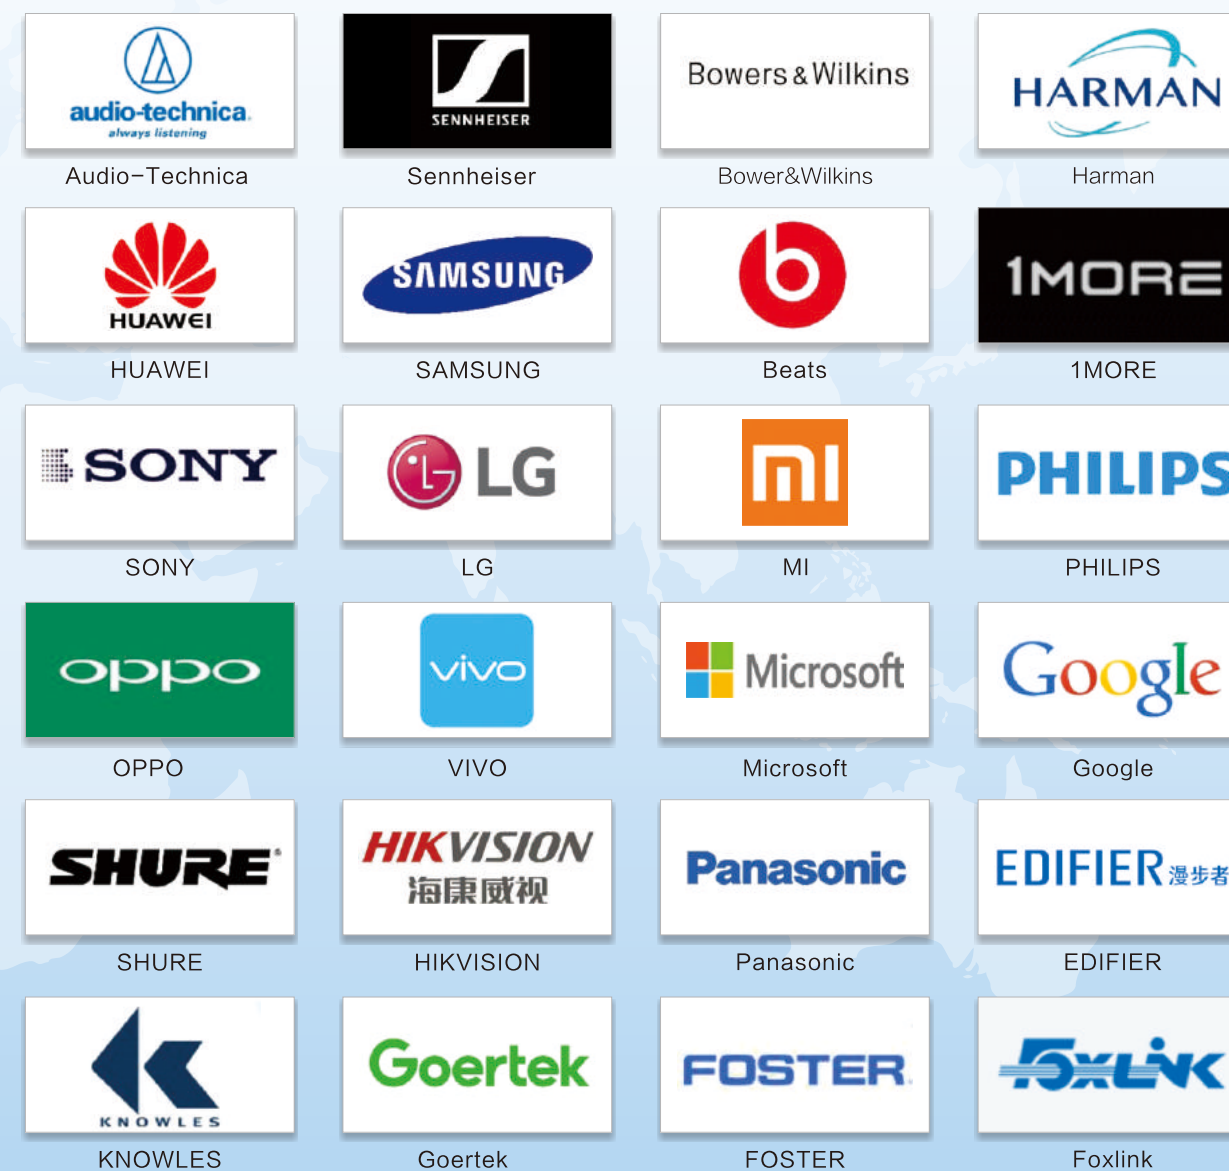 audio-technica
always listening
SENNHEISER
Bowers & Wilkins
HARMAN
Audio-Technica
Sennheiser
Bower&Wilkins
Harman
HUAWEI
SAMSUNG
b
1MORE
HUAWEI
SAMSUNG
Beats
1MORE
SONY
LG
mi
PHILIPS
SONY
LG
MI
PHILIPS
oppo
vivo
Microsoft
Google
OPPO
VIVO
Microsoft
Google
SHURE®
HIKVISION
海康威视
Panasonic
EDIFIER 漫步者
SHURE
HIKVISION
Panasonic
EDIFIER
KNOWLES
Goertek
FOSTER
FOXLINK
KNOWLES
Goertek
FOSTER
Foxlink